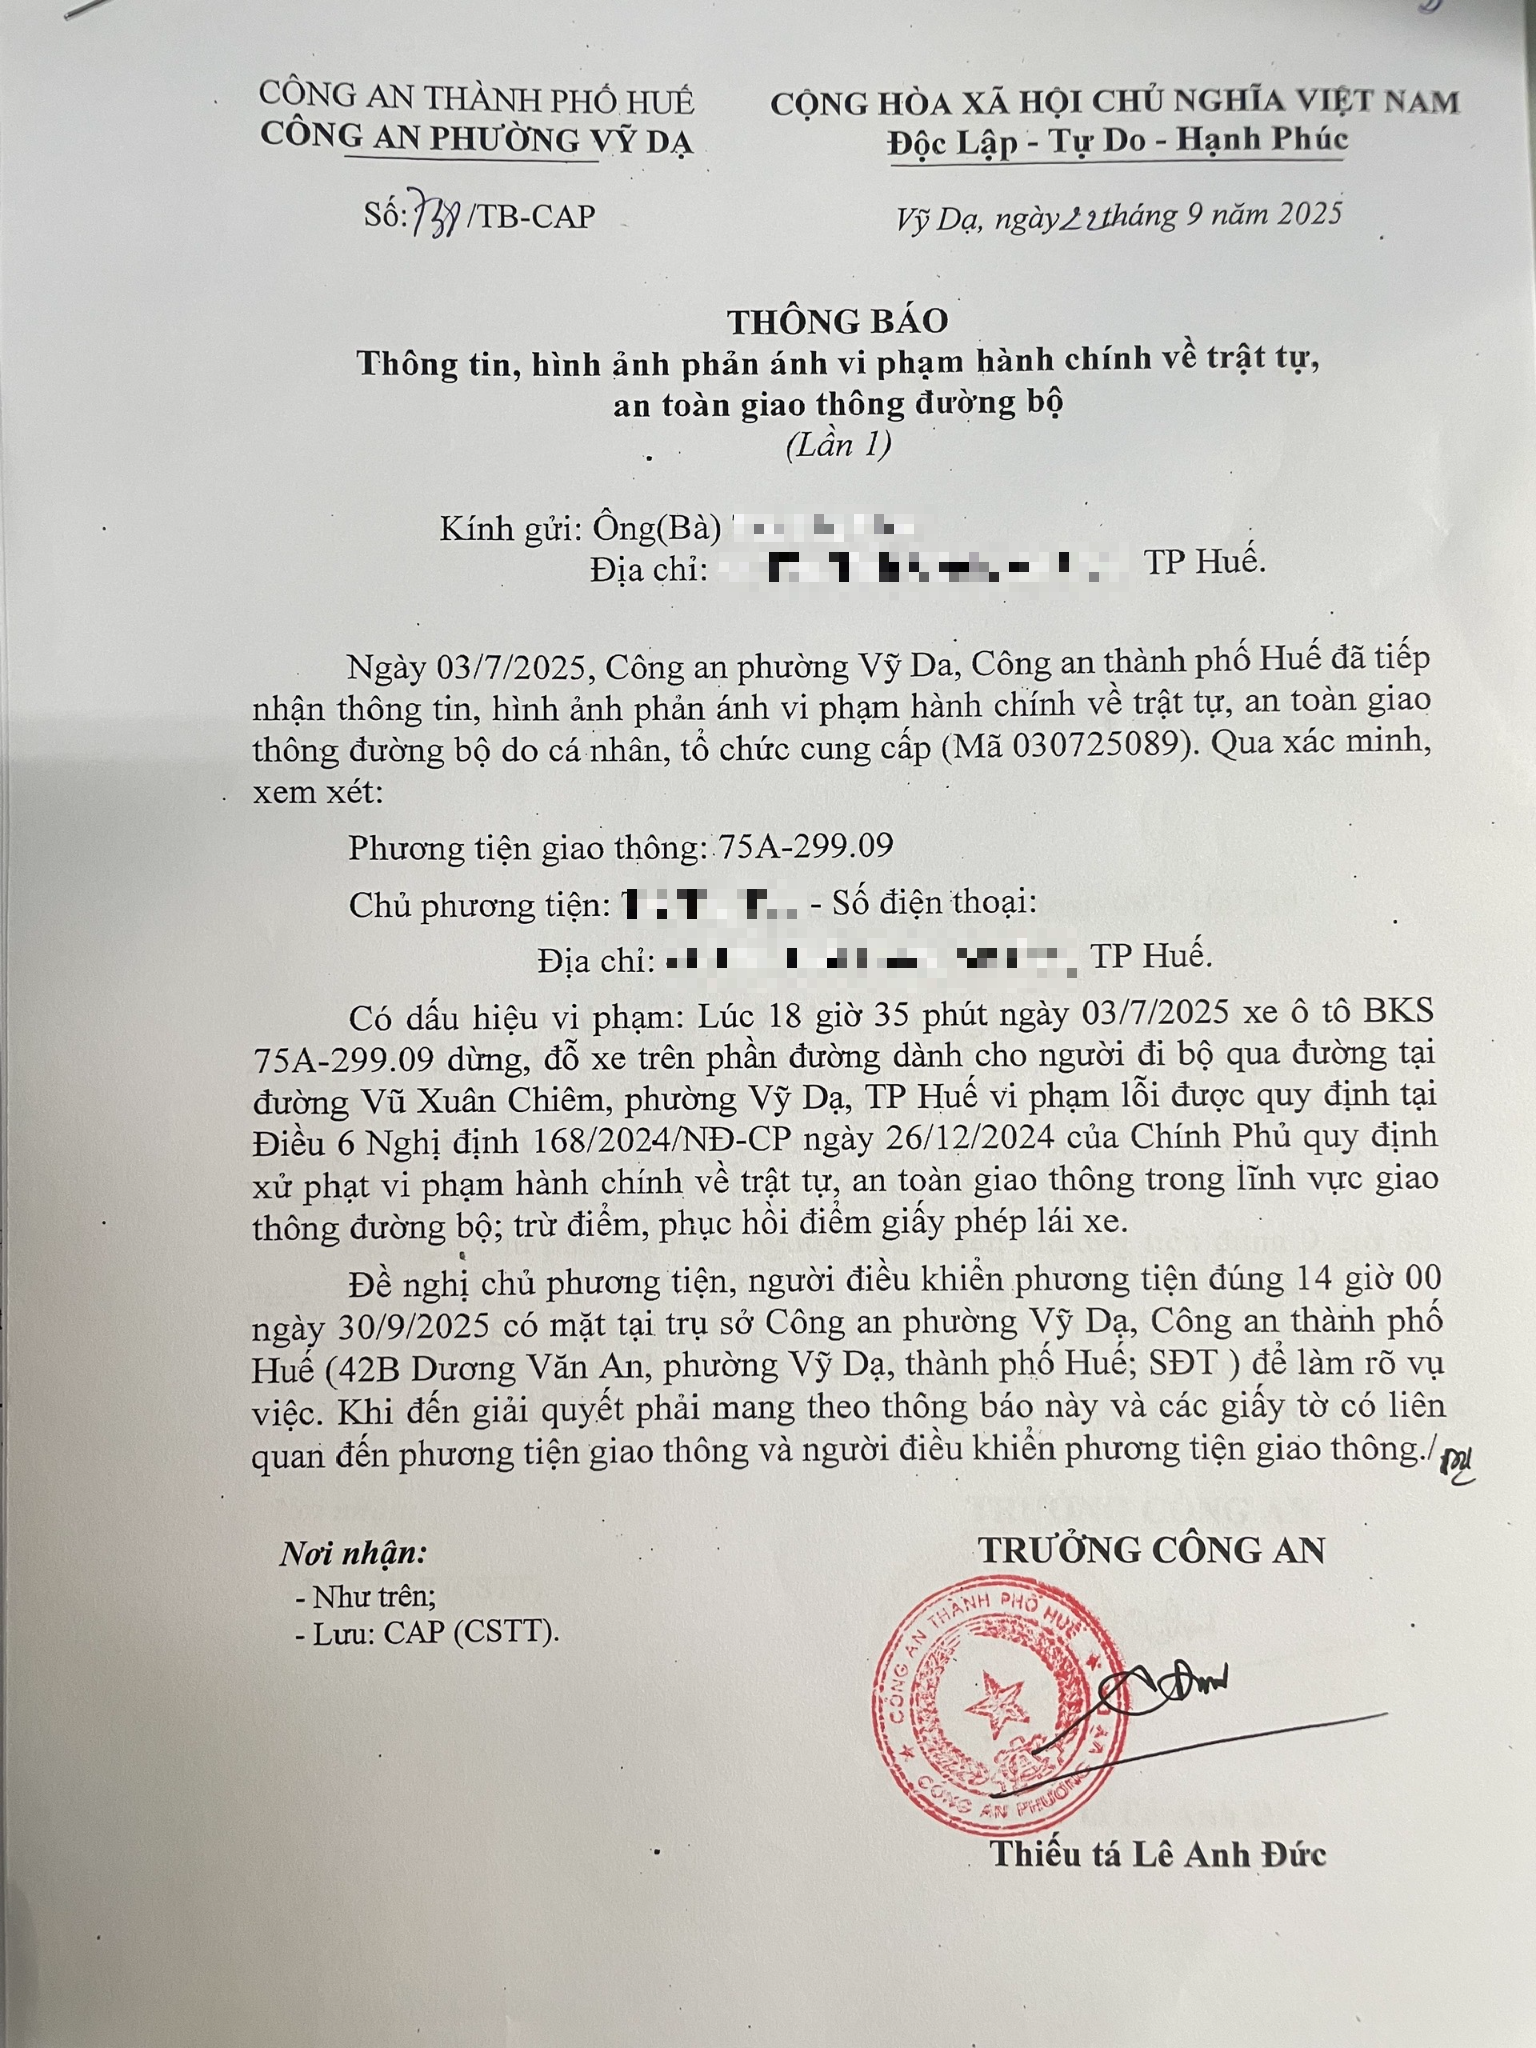 CÔNG AN THÀNH PHỐ HUẾ
CÔNG AN PHƯỜNG VỸ DẠ
CỘNG HÒA XÃ HỘI CHỦ NGHĨA VIỆT NAM
Độc Lập - Tự Do - Hạnh Phúc
Số: /TB-CAP
Vỹ Dạ, ngày 22 tháng 9 năm 2025
THÔNG BÁO
Thông tin, hình ảnh phản ánh vi phạm hành chính về trật tự,
an toàn giao thông đường bộ
(Lần 1)
Kính gửi: Ông(Bà)
Địa chỉ: TP Huế.
Ngày 03/7/2025, Công an phường Vỹ Dạ, Công an thành phố Huế đã tiếp
nhận thông tin, hình ảnh phản ánh vi phạm hành chính về trật tự, an toàn giao
thông đường bộ do cá nhân, tổ chức cung cấp (Mã 030725089). Qua xác minh,
xem xét:
Phương tiện giao thông: 75A-299.09
Chủ phương tiện: - Số điện thoại:
Địa chỉ: TP Huế.
Có dấu hiệu vi phạm: Lúc 18 giờ 35 phút ngày 03/7/2025 xe ô tô BKS
75A-299.09 dừng, đỗ xe trên phần đường dành cho người đi bộ qua đường tại
đường Vũ Xuân Chiêm, phường Vỹ Dạ, TP Huế vi phạm lỗi được quy định tại
Điều 6 Nghị định 168/2024/NĐ-CP ngày 26/12/2024 của Chính Phủ quy định
xử phạt vi phạm hành chính về trật tự, an toàn giao thông trong lĩnh vực giao
thông đường bộ; trừ điểm, phục hồi điểm giấy phép lái xe.
Đề nghị chủ phương tiện, người điều khiển phương tiện đúng 14 giờ 00
ngày 30/9/2025 có mặt tại trụ sở Công an phường Vỹ Dạ, Công an thành phố
Huế (42B Dương Văn An, phường Vỹ Dạ, thành phố Huế; SĐT ) để làm rõ vụ
việc. Khi đến giải quyết phải mang theo thông báo này và các giấy tờ có liên
quan đến phương tiện giao thông và người điều khiển phương tiện giao thông./
Nơi nhận:
- Như trên;
- Lưu: CAP (CSTT).
TRƯỞNG CÔNG AN
CÔNG AN THÀNH PHỐ HUẾ
CÔNG AN PHƯỜNG VỸ
Thiếu tá Lê Anh Đức